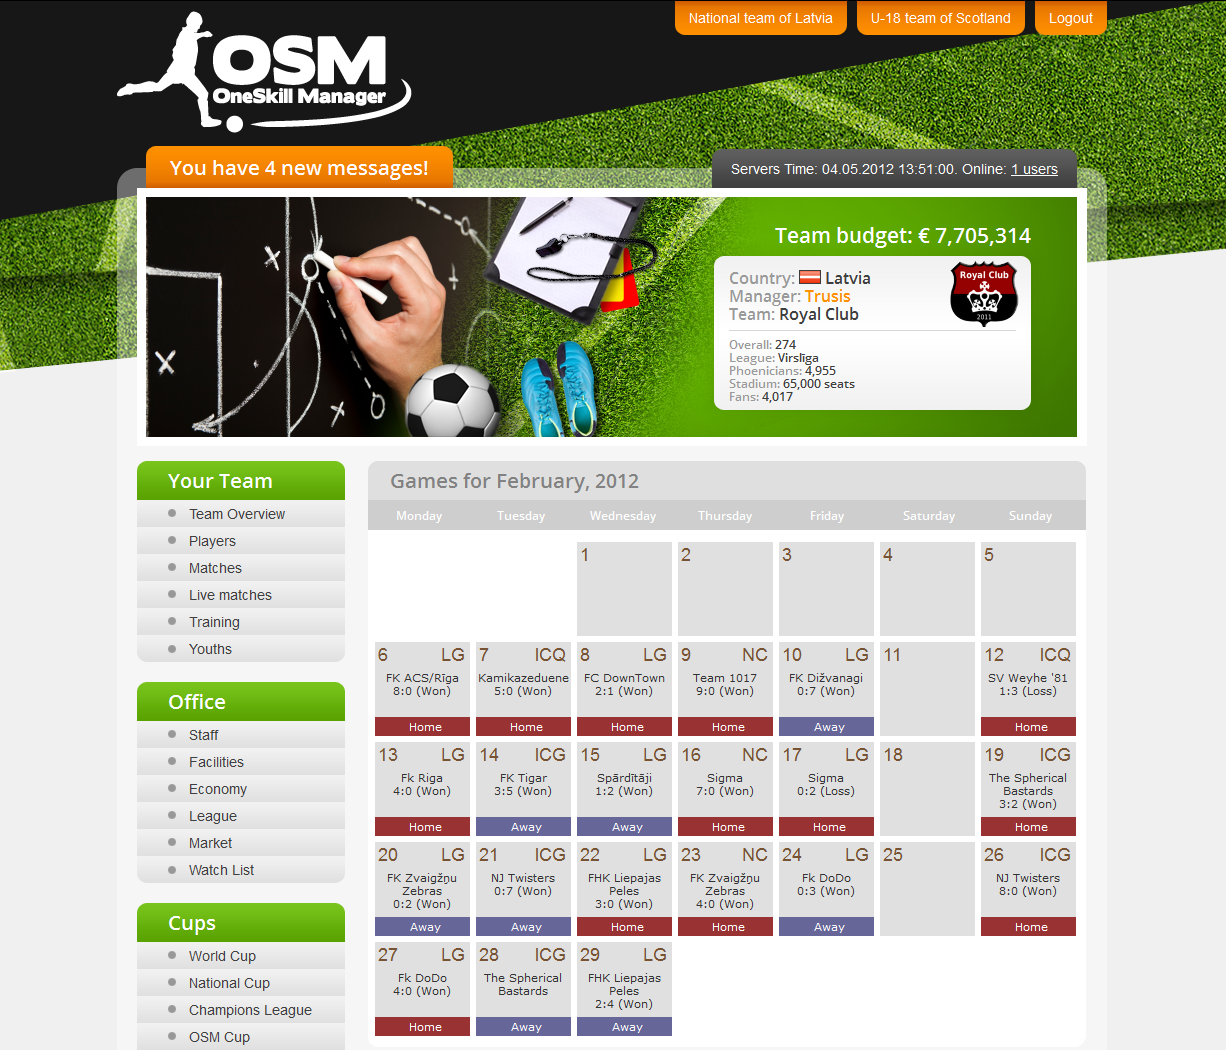 National team of Latvia
U-18 team of Scotland
Logout
OSM
OneSkill Manager
You have 4 new messages!
Servers Time: 04.05.2012 13:51:00. Online: 1 users
Team budget: € 7,705,314
Country: Latvia
Manager: Trusis
Team: Royal Club
Royal Club
2011
Overall: 274
League: Virslīga
Phoenicians: 4,955
Stadium: 65,000 seats
Fans: 4,017
Your Team
Team Overview
Players
Matches
Live matches
Training
Youths
Office
Staff
Facilities
Economy
League
Market
Watch List
Cups
World Cup
National Cup
Champions League
OSM Cup
Games for February, 2012
Monday Tuesday Wednesday Thursday Friday Saturday Sunday
1
2
3
4
5
6 LG
FK ACS/Rīga
8:0 (Won)
Home
7 ICQ
Kamikazeduene
5:0 (Won)
Home
8 LG
FC DownTown
2:1 (Won)
Home
9 NC
Team 1017
9:0 (Won)
Home
10 LG
FK Dižvanagi
0:7 (Won)
Away
11
12 ICQ
SV Weyhe '81
1:3 (Loss)
Home
13 LG
Fk Riga
4:0 (Won)
Home
14 ICG
FK Tigar
3:5 (Won)
Away
15 LG
Spārdītāji
1:2 (Won)
Away
16 NC
Sigma
7:0 (Won)
Home
17 LG
Sigma
0:2 (Loss)
Home
18
19 ICG
The Spherical
Bastards
3:2 (Won)
Home
20 LG
FK Zvaigžņu
Zebras
0:2 (Won)
Away
21 ICG
NJ Twisters
0:7 (Won)
Away
22 LG
FHK Liepajas
Peles
3:0 (Won)
Home
23 NC
FK Zvaigžņu
Zebras
4:0 (Won)
Home
24 LG
Fk DoDo
0:3 (Won)
Away
25
26 ICG
NJ Twisters
8:0 (Won)
Home
27 LG
Fk DoDo
4:0 (Won)
Home
28 ICG
The Spherical
Bastards
Away
29 LG
FHK Liepajas
Peles
2:4 (Won)
Away